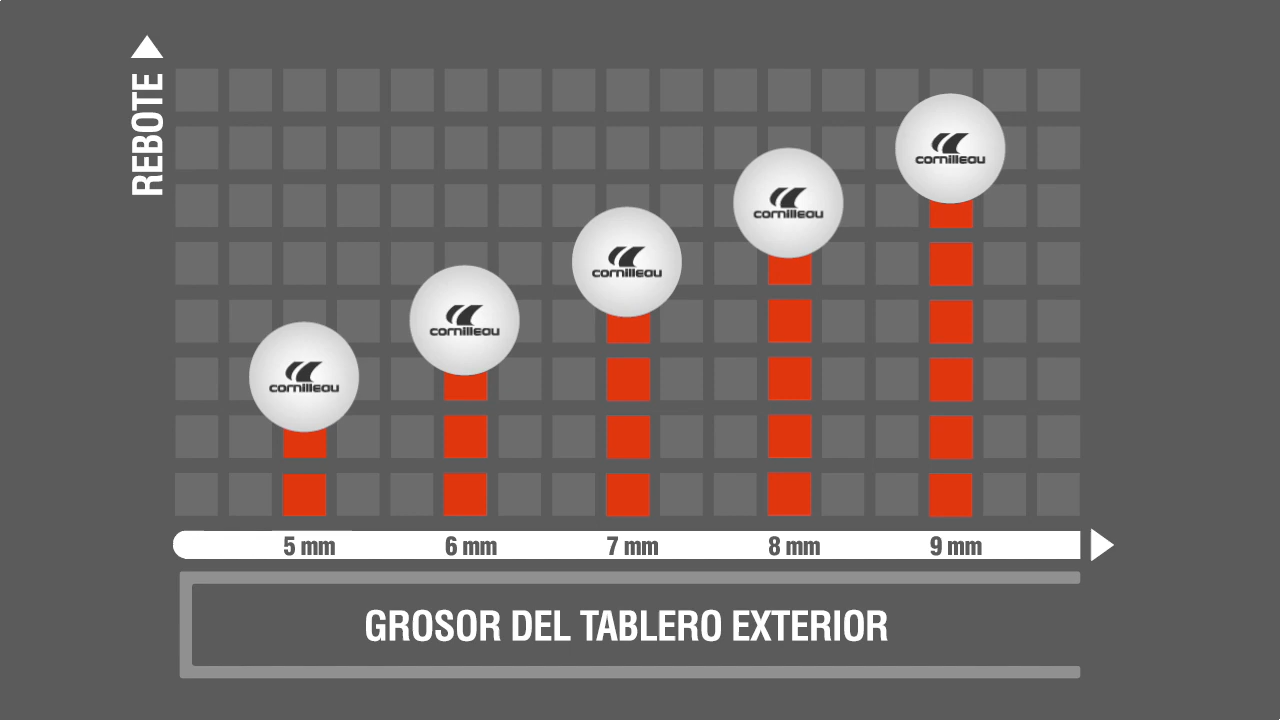 REBOTE
cornilleau
cornilleau
cornilleau
cornilleau
cornilleau
5 mm 6 mm 7 mm 8 mm 9 mm
GROSOR DEL TABLERO EXTERIOR